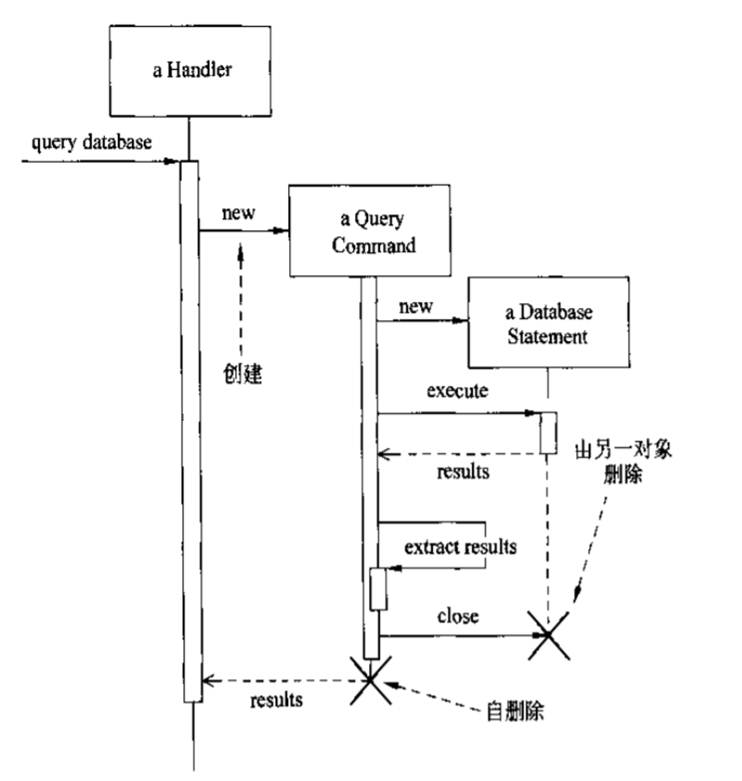 a Handler
query database
new
a Query
Command
new
a Database
Statement
创建
execute
由另一对象
删除
results
extract results
close
results
自删除